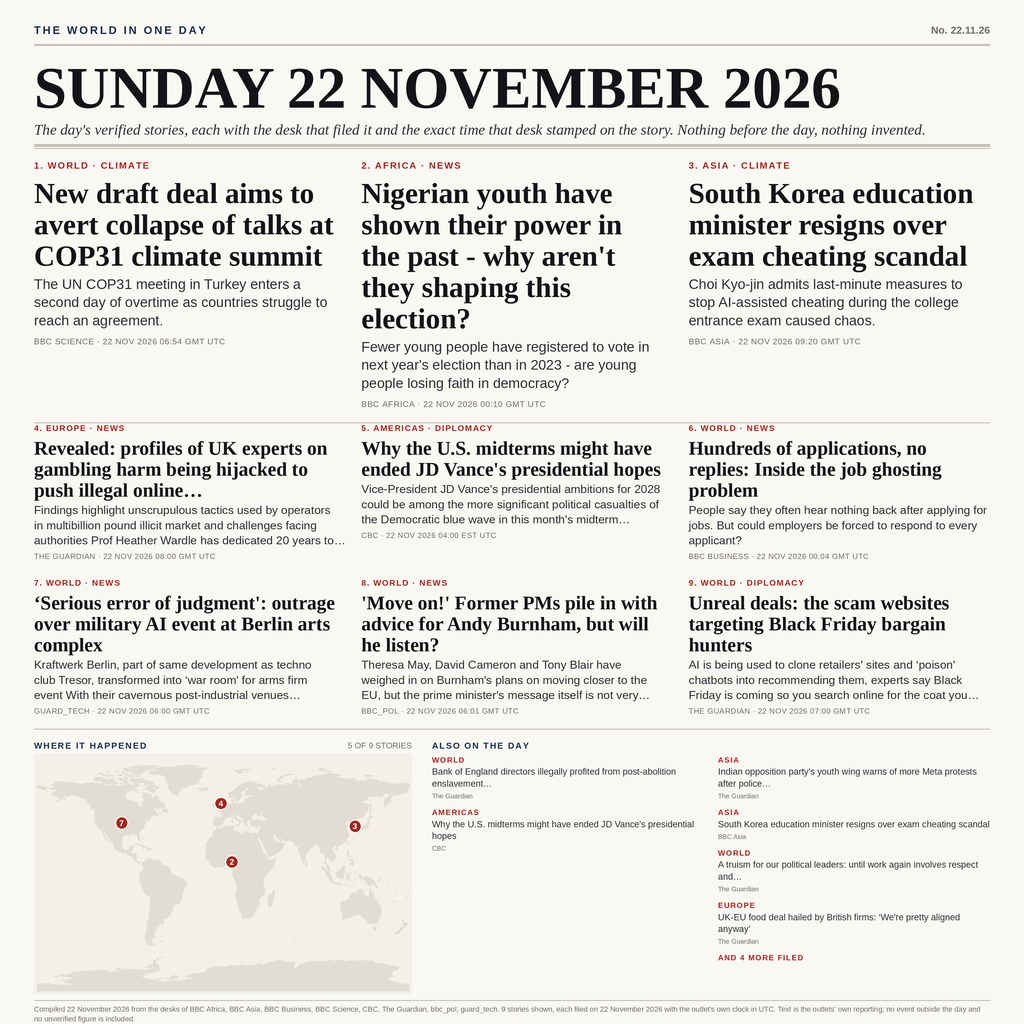 THE WORLD IN ONE DAY
No. 22.11.26
SUNDAY 22 NOVEMBER 2026
The day's verified stories, each with the desk that filed it and the exact time that desk stamped on the story. Nothing before the day, nothing invented.
1. WORLD · CLIMATE
New draft deal aims to
avert collapse of talks at
COP31 climate summit
The UN COP31 meeting in Turkey enters a
second day of overtime as countries struggle to
reach an agreement.
BBC SCIENCE · 22 NOV 2026 06:54 GMT UTC
2. AFRICA · NEWS
Nigerian youth have
shown their power in
the past - why aren't
they shaping this
election?
Fewer young people have registered to vote in
next year's election than in 2023 - are young
people losing faith in democracy?
BBC AFRICA · 22 NOV 2026 00:10 GMT UTC
3. ASIA · CLIMATE
South Korea education
minister resigns over
exam cheating scandal
Choi Kyo-jin admits last-minute measures to
stop AI-assisted cheating during the college
entrance exam caused chaos.
BBC ASIA · 22 NOV 2026 09:20 GMT UTC
4. EUROPE · NEWS
Revealed: profiles of UK experts on
gambling harm being hijacked to
push illegal online…
Findings highlight unscrupulous tactics used by operators
in multibillion pound illicit market and challenges facing
authorities Prof Heather Wardle has dedicated 20 years to…
THE GUARDIAN · 22 NOV 2026 08:00 GMT UTC
5. AMERICAS · DIPLOMACY
Why the U.S. midterms might have
ended JD Vance's presidential hopes
Vice-President JD Vance's presidential ambitions for 2028
could be among the more significant political casualties of
the Democratic blue wave in this month's midterm…
CBC · 22 NOV 2026 04:00 EST UTC
6. WORLD · NEWS
Hundreds of applications, no
replies: Inside the job ghosting
problem
People say they often hear nothing back after applying for
jobs. But could employers be forced to respond to every
applicant?
BBC BUSINESS · 22 NOV 2026 00:04 GMT UTC
7. WORLD · NEWS
‘Serious error of judgment': outrage
over military AI event at Berlin arts
complex
Kraftwerk Berlin, part of same development as techno
club Tresor, transformed into ‘war room’ for arms firm
event With their cavernous post-industrial venues…
GUARD_TECH · 22 NOV 2026 06:00 GMT UTC
8. WORLD · NEWS
'Move on!' Former PMs pile in with
advice for Andy Burnham, but will
he listen?
Theresa May, David Cameron and Tony Blair have
weighed in on Burnham's plans on moving closer to the
EU, but the prime minister's message itself is not very…
BBC_POL · 22 NOV 2026 06:01 GMT UTC
9. WORLD · DIPLOMACY
Unreal deals: the scam websites
targeting Black Friday bargain
hunters
AI is being used to clone retailers' sites and ‘poison’
chatbots into recommending them, experts say Black
Friday is coming so you search online for the coat you…
THE GUARDIAN · 22 NOV 2026 07:00 GMT UTC
WHERE IT HAPPENED
5 OF 9 STORIES
7
4
3
2
ALSO ON THE DAY
WORLD
Bank of England directors illegally profited from post-abolition
enslavement…
The Guardian
AMERICAS
Why the U.S. midterms might have ended JD Vance's presidential
hopes
CBC
ASIA
Indian opposition party's youth wing warns of more Meta protests
after police…
The Guardian
ASIA
South Korea education minister resigns over exam cheating scandal
BBC Asia
WORLD
A truism for our political leaders: until work again involves respect
and…
The Guardian
EUROPE
UK-EU food deal hailed by British firms: ‘We're pretty aligned
anyway’
The Guardian
AND 4 MORE FILED
Compiled 22 November 2026 from the desks of BBC Africa, BBC Asia, BBC Business, BBC Science, CBC, The Guardian, bbc_pol, guard_tech. 9 stories shown, each filed on 22 November 2026 with the outlet's own clock in UTC. Text is the outlets' own reporting; no event outside the day and
no unverified figure is included.